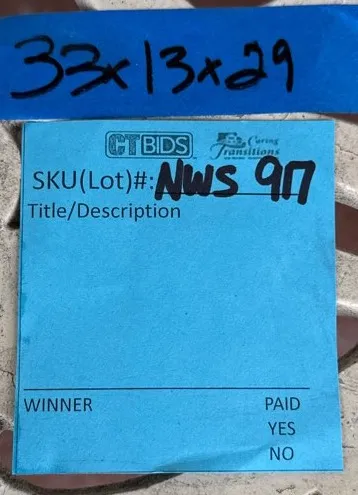 33x13x29
CTBIDS
Caring
Transitions
SKU(Lot)#: NWS 917
Title/Description
WINNER PAID
YES
NO